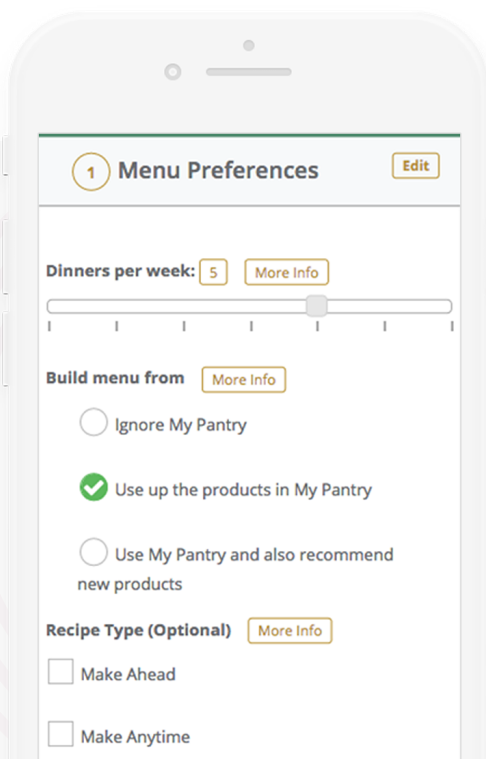 1 Menu Preferences Edit
Dinners per week: 5 More Info
Build menu from More Info
Ignore My Pantry
Use up the products in My Pantry
Use My Pantry and also recommend
new products
Recipe Type (Optional) More Info
Make Ahead
Make Anytime